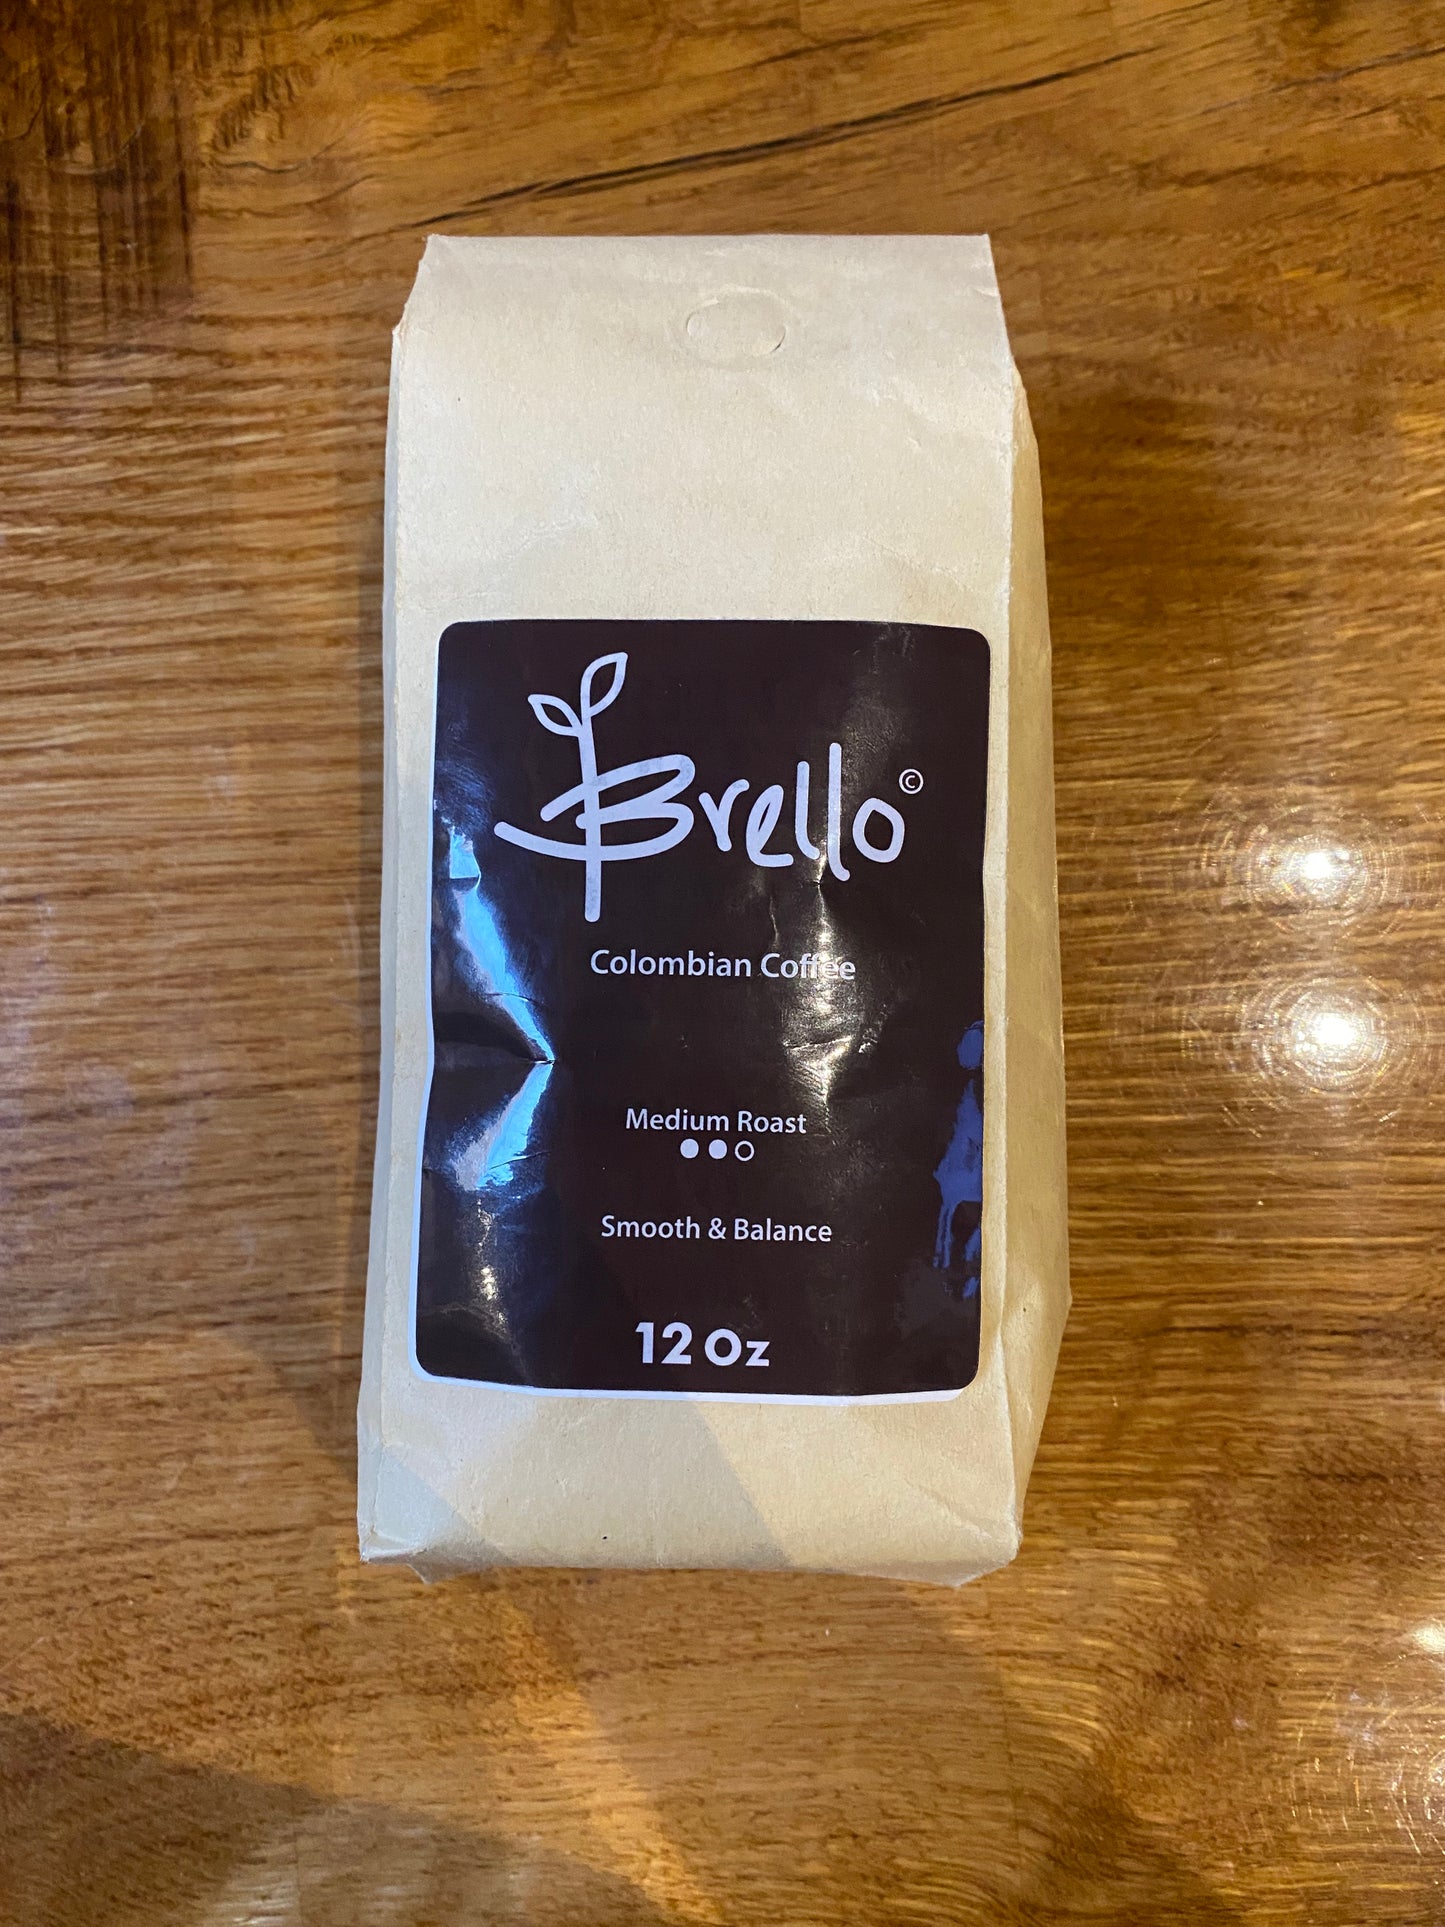 Brello©
Colombian Coffee
Medium Roast
Smooth & Balance
12 Oz